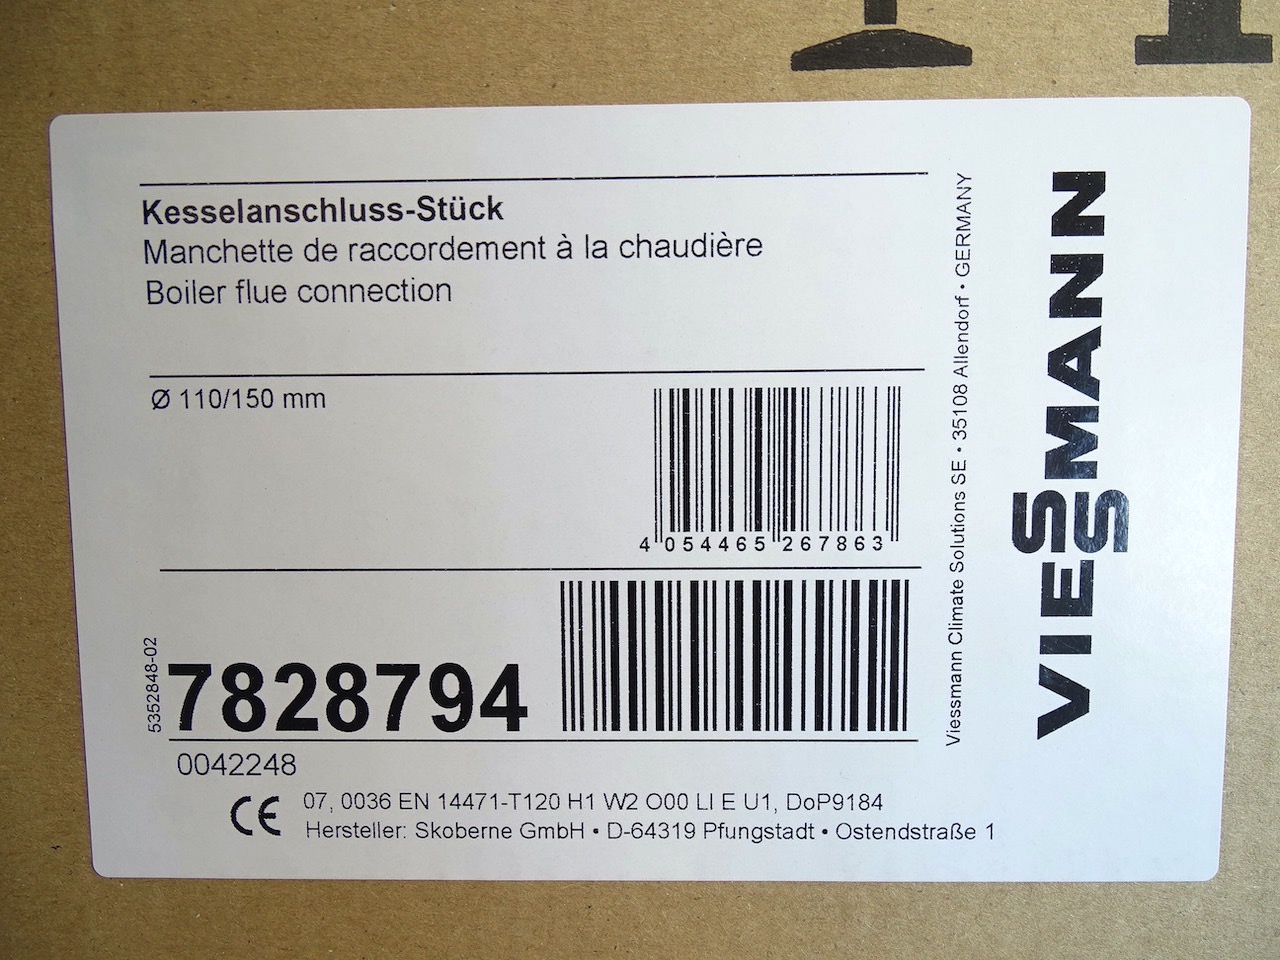 Kesselanschluss-Stück
Manchette de raccordement à la chaudière
Boiler flue connection
Ø 110/150 mm
4 054465 267863
5352848-02
7828794
0042248
CE 07, 0036 EN 14471-T120 H1 W2 O00 LI E U1, DoP9184
Hersteller: Skoberne GmbH • D-64319 Pfungstadt • Ostendstraße 1
Viessmann Climate Solutions SE • 35108 Allendorf • GERMANY
VIESSMANN